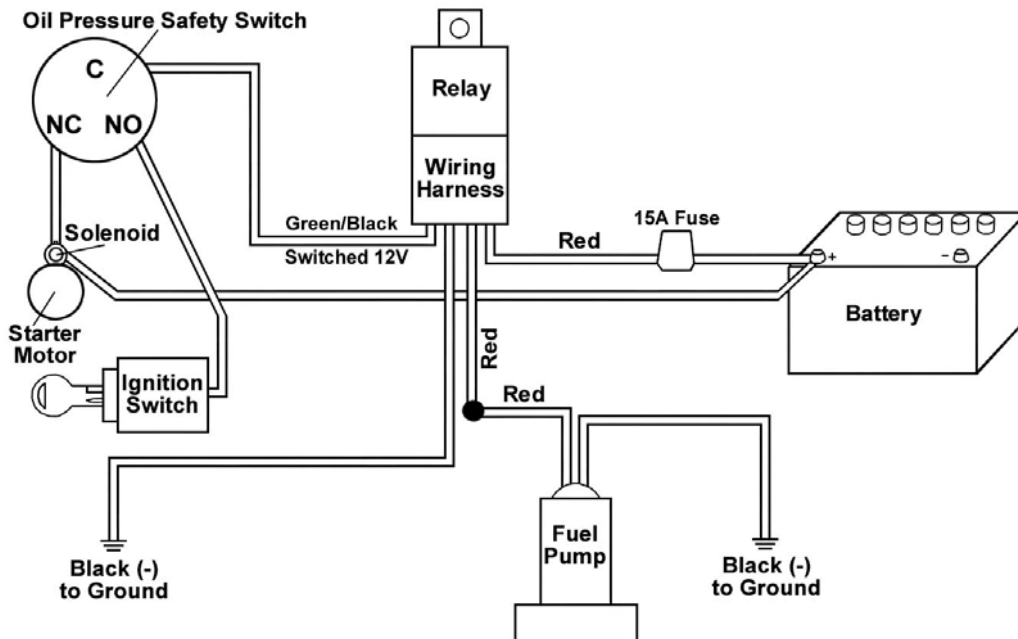 Oil Pressure Safety Switch
C
NC NO
Relay
Wiring
Harness
Green/Black
Switched 12V
Solenoid
Starter
Motor
Ignition
Switch
Red
15A Fuse
+
−
Battery
Red
Red
Fuel
Pump
Black (-)
to Ground
Black (-)
to Ground